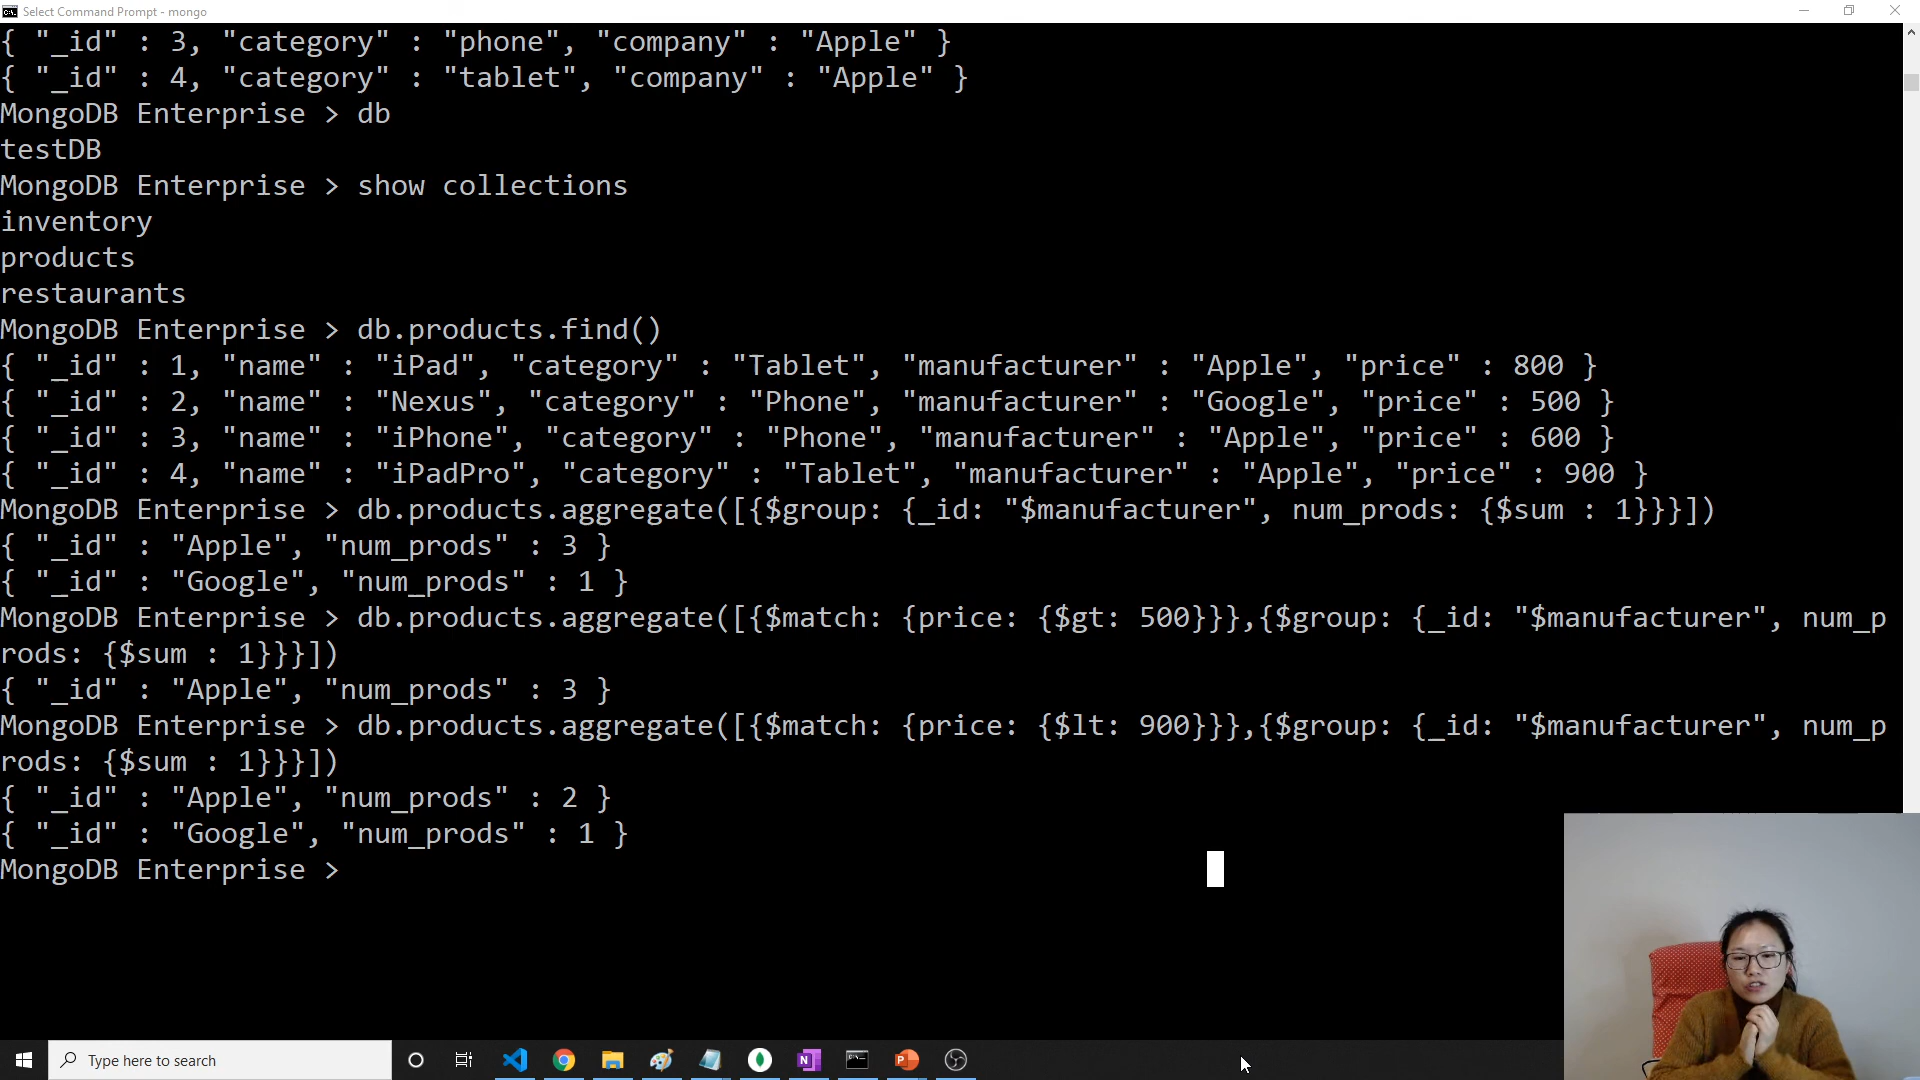 Select Command Prompt - mongo
{ "_id" : 3, "category" : "phone", "company" : "Apple" }
{ "_id" : 4, "category" : "tablet", "company" : "Apple" }
MongoDB Enterprise > db
testDB
MongoDB Enterprise > show collections
inventory
products
restaurants
MongoDB Enterprise > db.products.find()
{ "_id" : 1, "name" : "iPad", "category" : "Tablet", "manufacturer" : "Apple", "price" : 800 }
{ "_id" : 2, "name" : "Nexus", "category" : "Phone", "manufacturer" : "Google", "price" : 500 }
{ "_id" : 3, "name" : "iPhone", "category" : "Phone", "manufacturer" : "Apple", "price" : 600 }
{ "_id" : 4, "name" : "iPadPro", "category" : "Tablet", "manufacturer" : "Apple", "price" : 900 }
MongoDB Enterprise > db.products.aggregate([{$group: {_id: "$manufacturer", num_prods: {$sum : 1}}}])
{ "_id" : "Apple", "num_prods" : 3 }
{ "_id" : "Google", "num_prods" : 1 }
MongoDB Enterprise > db.products.aggregate([{$match: {price: {$gt: 500}}},{$group: {_id: "$manufacturer", num_p
rods: {$sum : 1}}}])
{ "_id" : "Apple", "num_prods" : 3 }
MongoDB Enterprise > db.products.aggregate([{$match: {price: {$lt: 900}}},{$group: {_id: "$manufacturer", num_p
rods: {$sum : 1}}}])
{ "_id" : "Apple", "num_prods" : 2 }
{ "_id" : "Google", "num_prods" : 1 }
MongoDB Enterprise >
Type here to search